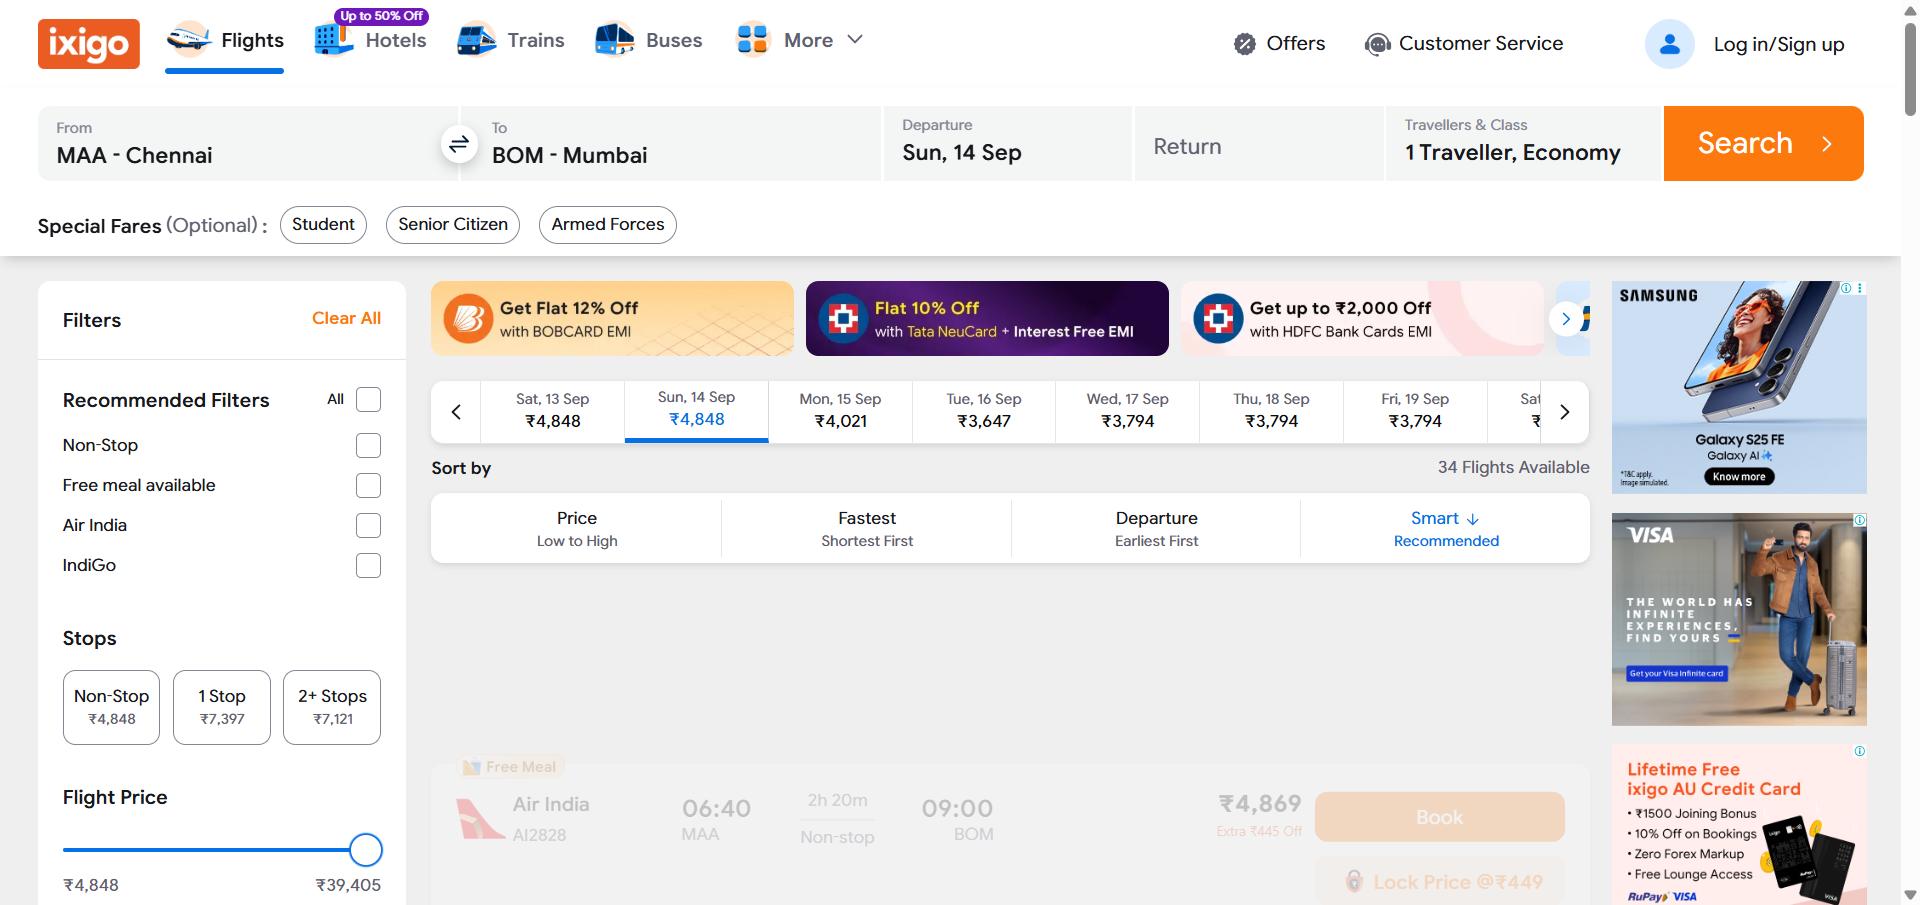 ixigo
Flights
Up to 50% Off
Hotels
Trains
Buses
More
Offers
Customer Service
Log in/Sign up
From
MAA - Chennai
To
BOM - Mumbai
Departure
Sun, 14 Sep
Return
Travellers & Class
1 Traveller, Economy
Search
Special Fares (Optional) :
Student
Senior Citizen
Armed Forces
Filters
Clear All
Recommended Filters
All
Non-Stop
Free meal available
Air India
IndiGo
Stops
Non-Stop
₹4,848
1 Stop
₹7,397
2+ Stops
₹7,121
Flight Price
₹4,848
₹39,405
Get Flat 12% Off
with BOBCARD EMI
Flat 10% Off
with Tata NeuCard + Interest Free EMI
Get up to ₹2,000 Off
with HDFC Bank Cards EMI
Sat, 13 Sep
₹4,848
Sun, 14 Sep
₹4,848
Mon, 15 Sep
₹4,021
Tue, 16 Sep
₹3,647
Wed, 17 Sep
₹3,794
Thu, 18 Sep
₹3,794
Fri, 19 Sep
₹3,794
Sat
₹
Sort by
34 Flights Available
Price
Low to High
Fastest
Shortest First
Departure
Earliest First
Smart
Recommended
Free Meal
Air India
AI2828
06:40
MAA
2h 20m
Non-stop
09:00
BOM
₹4,869
Extra ₹445 Off
Book
Lock Price @₹449
SAMSUNG
Galaxy S25 FE
Galaxy AI
*T&C apply.
Image simulated.
Know more
VISA
THE WORLD HAS
INFINITE
EXPERIENCES,
FIND YOURS
Get your Visa Infinite card
Lifetime Free
ixigo AU Credit Card
• ₹1500 Joining Bonus
• 10% Off on Bookings
• Zero Forex Markup
• Free Lounge Access
RuPay VISA